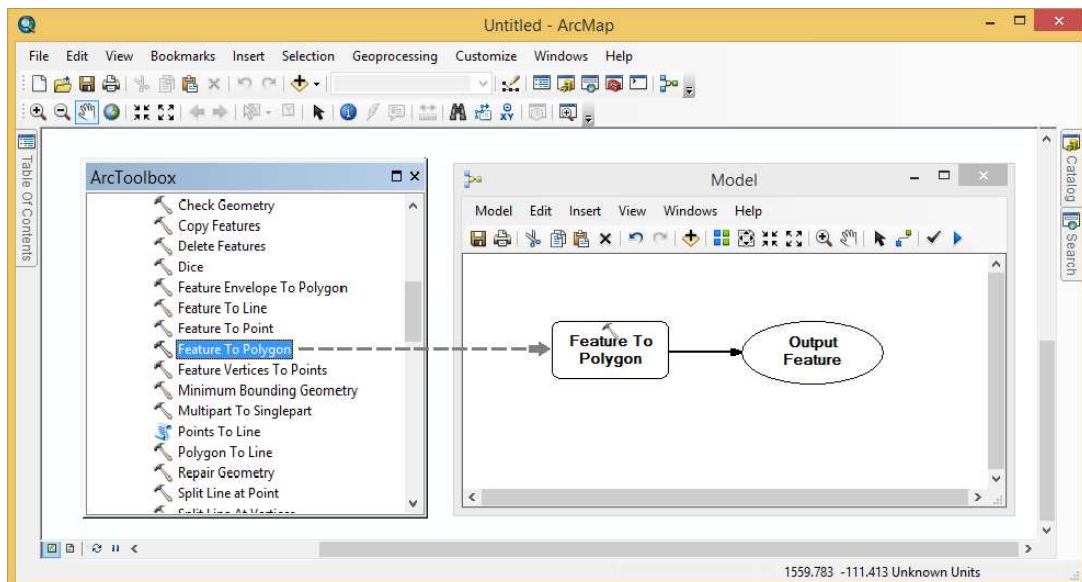 Untitled - ArcMap
File Edit View Bookmarks Insert Selection Geoprocessing Customize Windows Help
Table Of Contents
ArcToolbox
Check Geometry
Copy Features
Delete Features
Dice
Feature Envelope To Polygon
Feature To Line
Feature To Point
Feature To Polygon
Feature Vertices To Points
Minimum Bounding Geometry
Multipart To Singlepart
Points To Line
Polygon To Line
Repair Geometry
Split Line at Point
Split Line At Vertices
Model
Model Edit Insert View Windows Help
Feature To
Polygon
Output
Feature
Catalog
Search
1559.783 -111.413 Unknown Units